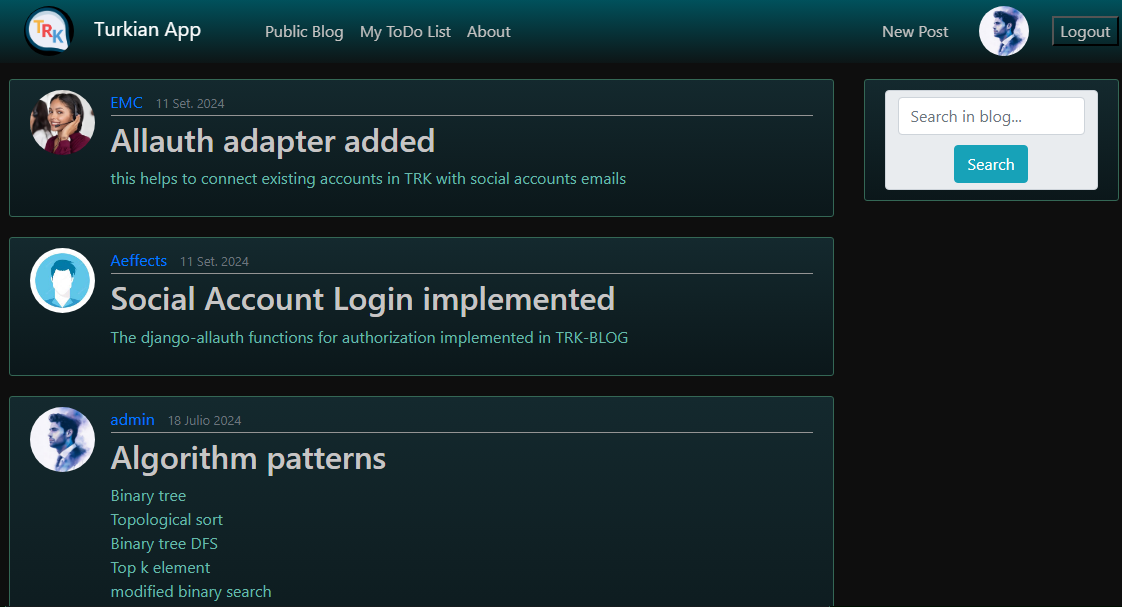 TRK
Turkian App
Public Blog
My ToDo List
About
New Post
Logout
EMC 11 Set. 2024
Allauth adapter added
this helps to connect existing accounts in TRK with social accounts emails
Search in blog...
Search
Aeffects 11 Set. 2024
Social Account Login implemented
The django-allauth functions for authorization implemented in TRK-BLOG
admin 18 Julio 2024
Algorithm patterns
Binary tree
Topological sort
Binary tree DFS
Top k element
modified binary search